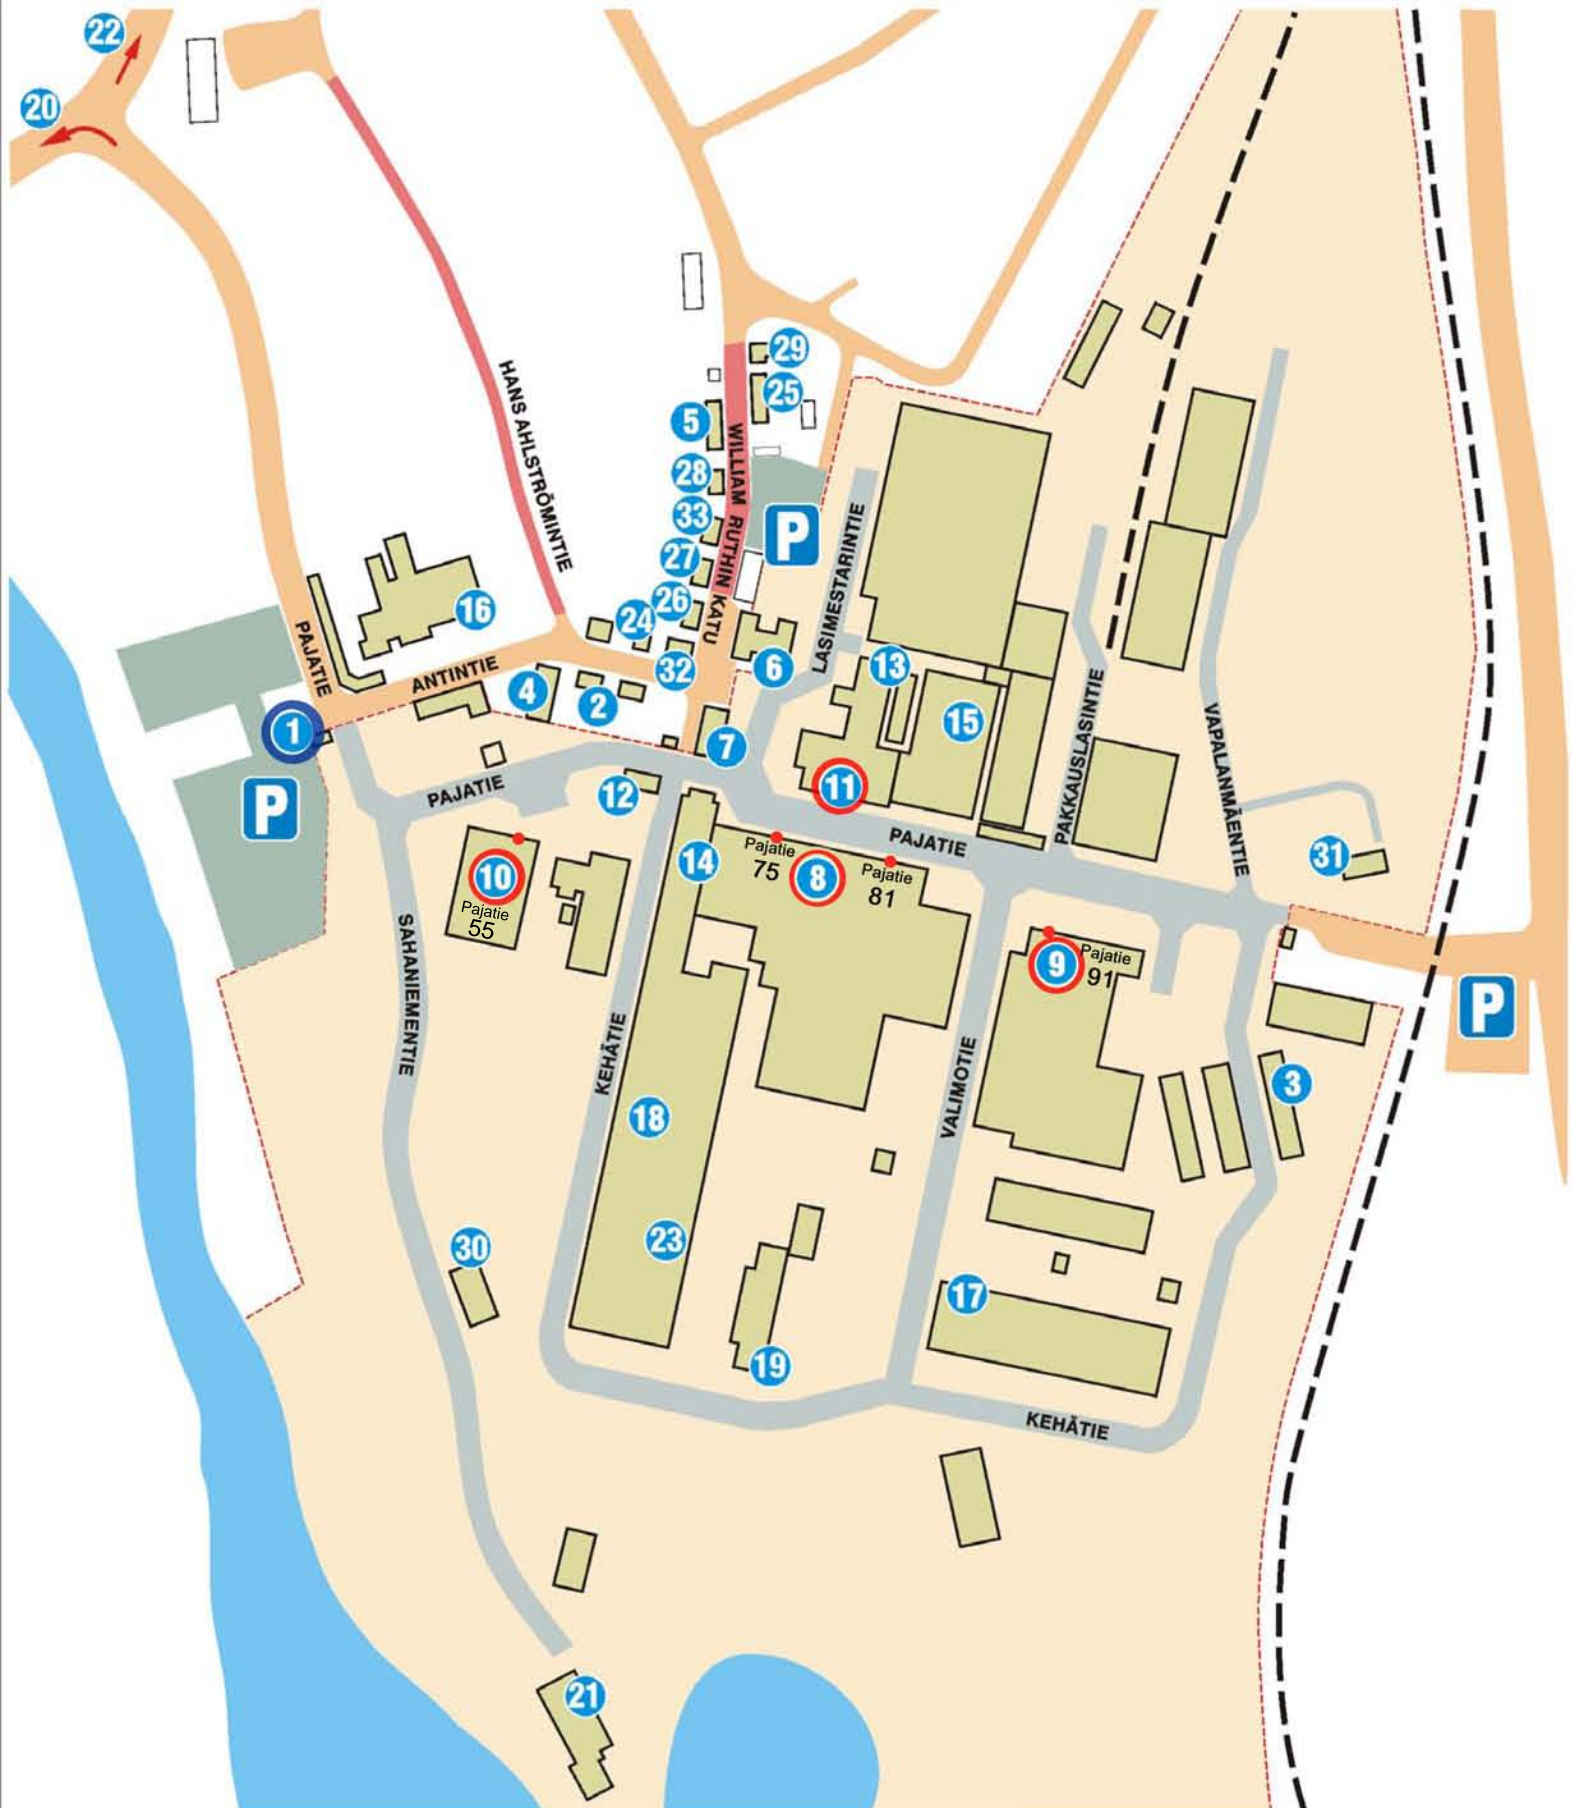 22
20
HANS AHLSTRÖMINTIE
29
25
5
WILLIAM RUTHIN KATU
28
33
P
27
26
24
16
LASIMESTARINTIE
PAJATIE
ANTINTIE
32
6
13
4
2
15
1
7
PAKKAUSLASINTIE
VAPALANMÄENTIE
P
PAJATIE
12
11
PAJATIE
14
Pajatie
75
8
Pajatie
81
31
10
Pajatie
55
SAHANIEMENTIE
9
Pajatie
91
P
KEHÄTIE
VALIMOTIE
3
18
23
30
17
19
KEHÄTIE
21